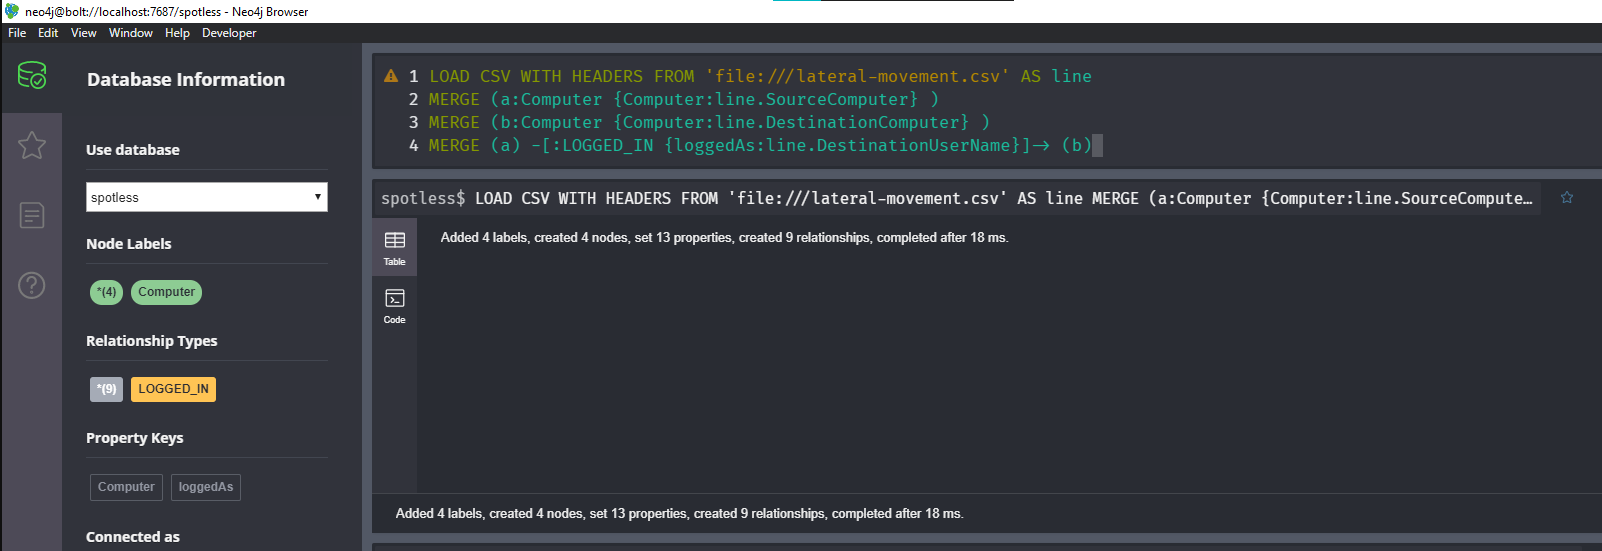 neo4j@bolt://localhost:7687/spotless - Neo4j Browser
File Edit View Window Help Developer
Database Information
Use database
spotless
Node Labels
*(4) Computer
Relationship Types
*(9) LOGGED_IN
Property Keys
Computer loggedAs
Connected as
1 LOAD CSV WITH HEADERS FROM 'file:///lateral-movement.csv' AS line
2 MERGE (a:Computer {Computer:line.SourceComputer} )
3 MERGE (b:Computer {Computer:line.DestinationComputer} )
4 MERGE (a) -[:LOGGED_IN {loggedAs:line.DestinationUserName}]-> (b)
spotless$ LOAD CSV WITH HEADERS FROM 'file:///lateral-movement.csv' AS line MERGE (a:Computer {Computer:line.SourceCompute…
Table
Added 4 labels, created 4 nodes, set 13 properties, created 9 relationships, completed after 18 ms.
Code
Added 4 labels, created 4 nodes, set 13 properties, created 9 relationships, completed after 18 ms.